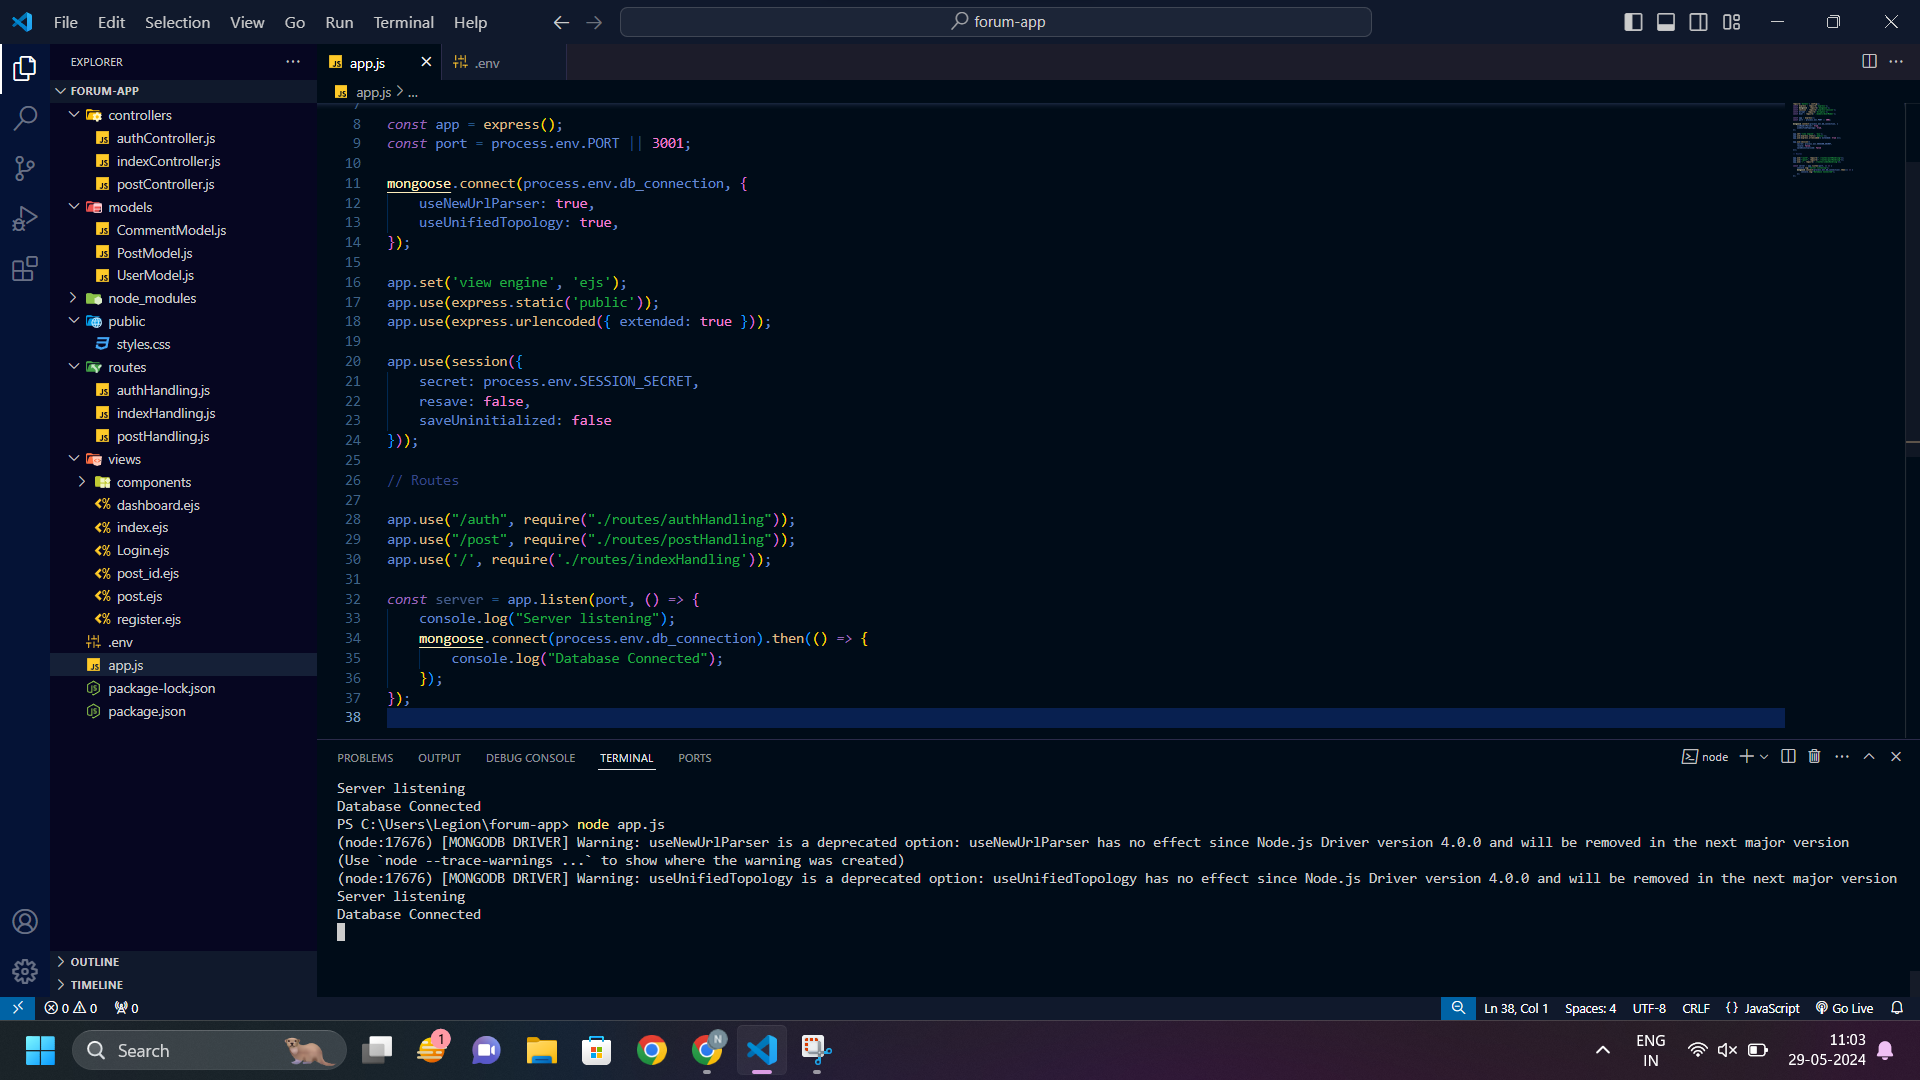 File Edit Selection View Go Run Terminal Help
forum-app
EXPLORER
app.js
.env
FORUM-APP
app.js > ...
controllers
authController.js
indexController.js
postController.js
models
CommentModel.js
PostModel.js
UserModel.js
node_modules
public
styles.css
routes
authHandling.js
indexHandling.js
postHandling.js
views
components
dashboard.ejs
index.ejs
Login.ejs
post_id.ejs
post.ejs
register.ejs
.env
app.js
package-lock.json
package.json
OUTLINE
TIMELINE
7
8 const app = express();
9 const port = process.env.PORT || 3001;
10
11 mongoose.connect(process.env.db_connection, {
12 useNewUrlParser: true,
13 useUnifiedTopology: true,
14 });
15
16 app.set('view engine', 'ejs');
17 app.use(express.static('public'));
18 app.use(express.urlencoded({ extended: true }));
19
20 app.use(session({
21 secret: process.env.SESSION_SECRET,
22 resave: false,
23 saveUninitialized: false
24 }));
25
26 // Routes
27
28 app.use("/auth", require("./routes/authHandling"));
29 app.use("/post", require("./routes/postHandling"));
30 app.use('/', require('./routes/indexHandling'));
31
32 const server = app.listen(port, () => {
33 console.log("Server listening");
34 mongoose.connect(process.env.db_connection).then(() => {
35 console.log("Database Connected");
36 });
37 });
38
PROBLEMS OUTPUT DEBUG CONSOLE TERMINAL PORTS
node
Server listening
Database Connected
PS C:\Users\Legion\forum-app> node app.js
(node:17676) [MONGODB DRIVER] Warning: useNewUrlParser is a deprecated option: useNewUrlParser has no effect since Node.js Driver version 4.0.0 and will be removed in the next major version
(Use `node --trace-warnings ...` to show where the warning was created)
(node:17676) [MONGODB DRIVER] Warning: useUnifiedTopology is a deprecated option: useUnifiedTopology has no effect since Node.js Driver version 4.0.0 and will be removed in the next major version
Server listening
Database Connected
0 0 0
Ln 38, Col 1 Spaces: 4 UTF-8 CRLF {} JavaScript Go Live
Search
1
N
ENG
IN
11:03
29-05-2024